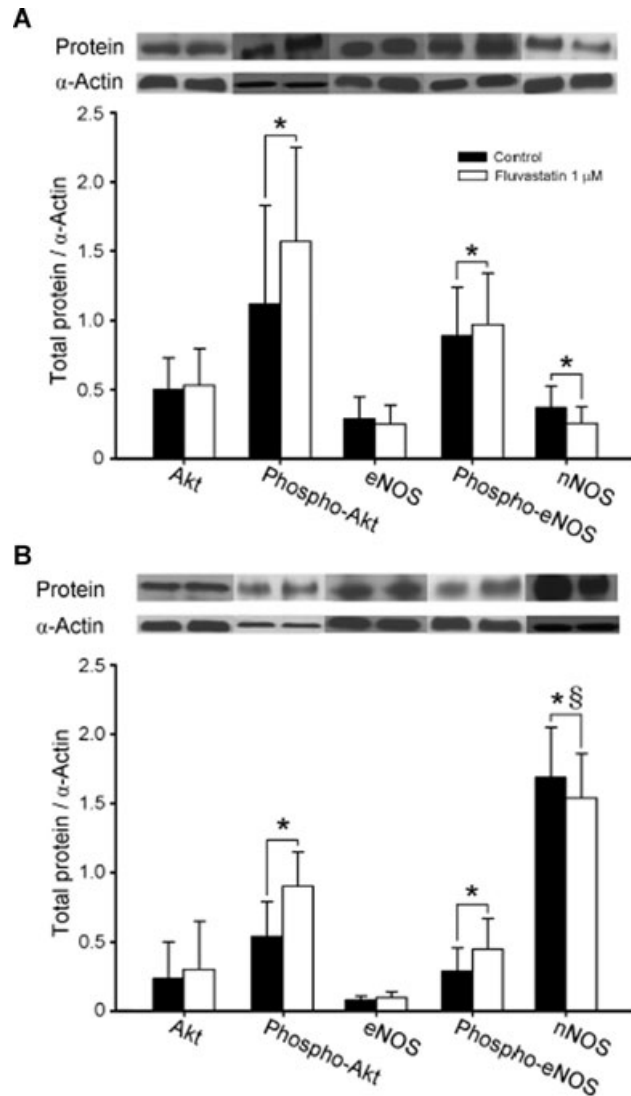 A
Protein
α-Actin
2.5
2.0
1.5
1.0
0.5
0
Total protein / α-Actin
*
*
*
Control
Fluvastatin 1 μM
Akt
Phospho-Akt
eNOS
Phospho-eNOS
nNOS
B
Protein
α-Actin
2.5
2.0
1.5
1.0
0.5
0
Total protein / α-Actin
*
*
* §
Akt
Phospho-Akt
eNOS
Phospho-eNOS
nNOS